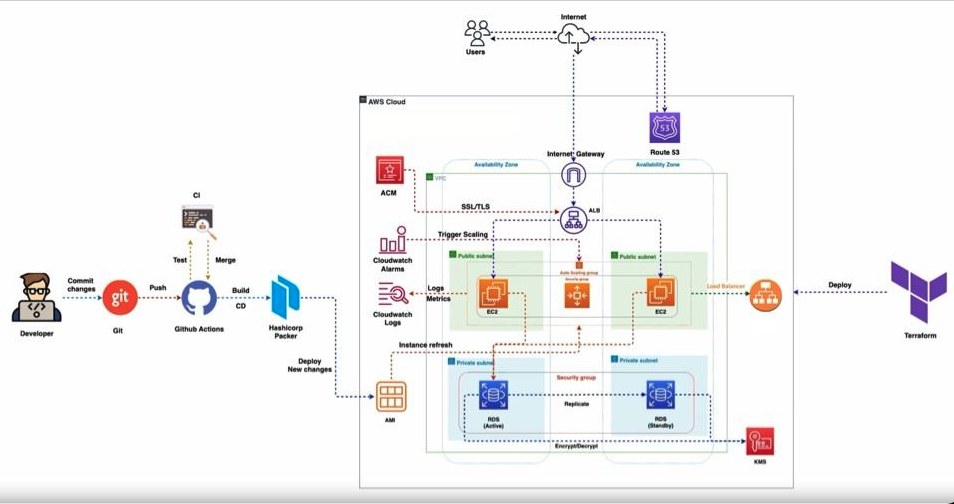 Internet
Users
AWS Cloud
53
Route 53
Internet Gateway
Availability Zone
Availability Zone
VPC
ACM
SSL/TLS
ALB
CI
Trigger Scaling
Cloudwatch
Alarms
Public subnet
Public subnet
Test
Merge
Auto Scaling group
Security group
Logs
Metrics
Cloudwatch
Logs
EC2
EC2
Load Balancer
Deploy
Commit
changes
Push
Build
CD
git
Developer
Git
Github Actions
Hashicorp
Packer
Terraform
Instance refresh
Deploy
New changes
Private subnet
Private subnet
Security group
AMI
Replicate
RDS
(Active)
RDS
(Standby)
Encrypt/Decrypt
KMS